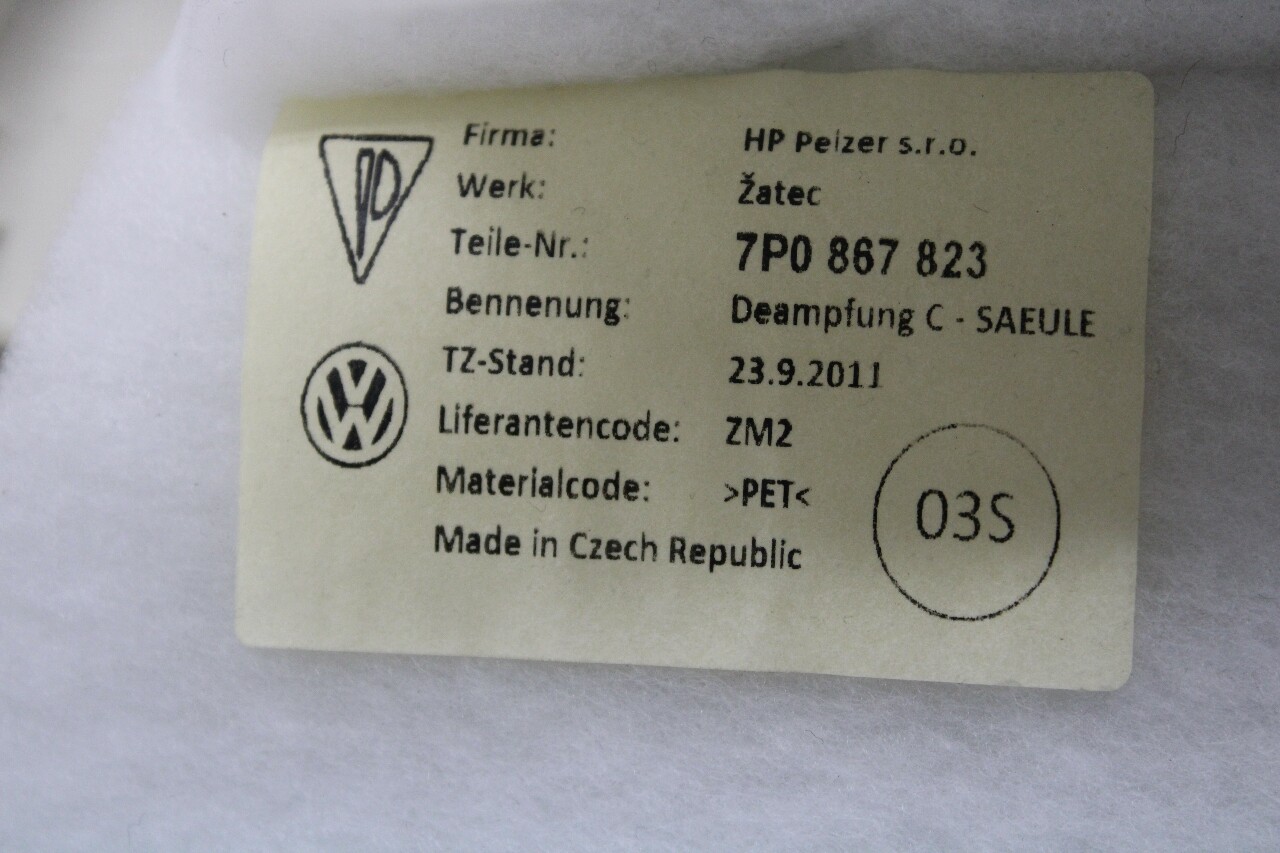 Firma: HP Pelzer s.r.o.
Werk: Žatec
Teile-Nr.: 7P0 867 823
Bennenung: Deampfung C - SAEULE
TZ-Stand: 23.9.2011
Liferantencode: ZM2
Materialcode: >PET<
Made in Czech Republic
03S
P
VW